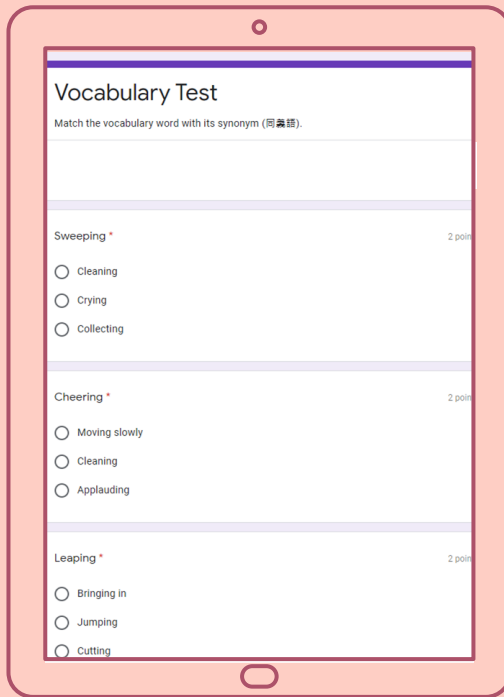 Vocabulary Test
Match the vocabulary word with its synonym (同義語).
Sweeping *
2 poin
Cleaning
Crying
Collecting
Cheering *
2 poin
Moving slowly
Cleaning
Applauding
Leaping *
2 poin
Bringing in
Jumping
Cutting